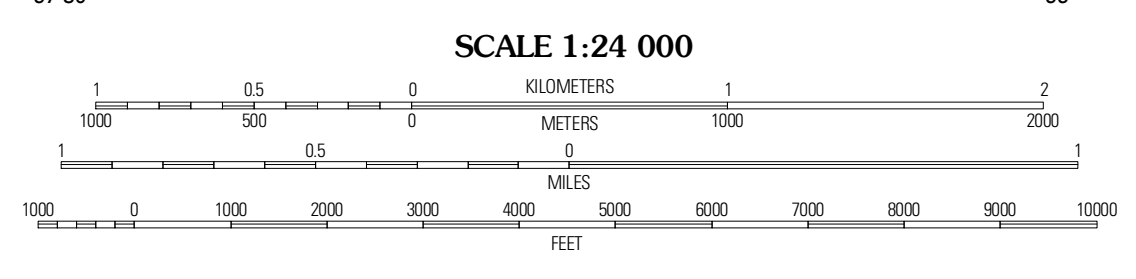 SCALE 1:24 000
1 0.5 0 KILOMETERS 1 2
1000 500 0 METERS 1000 2000
1 0.5 0 1
MILES
1000 0 1000 2000 3000 4000 5000 6000 7000 8000 9000 10000
FEET